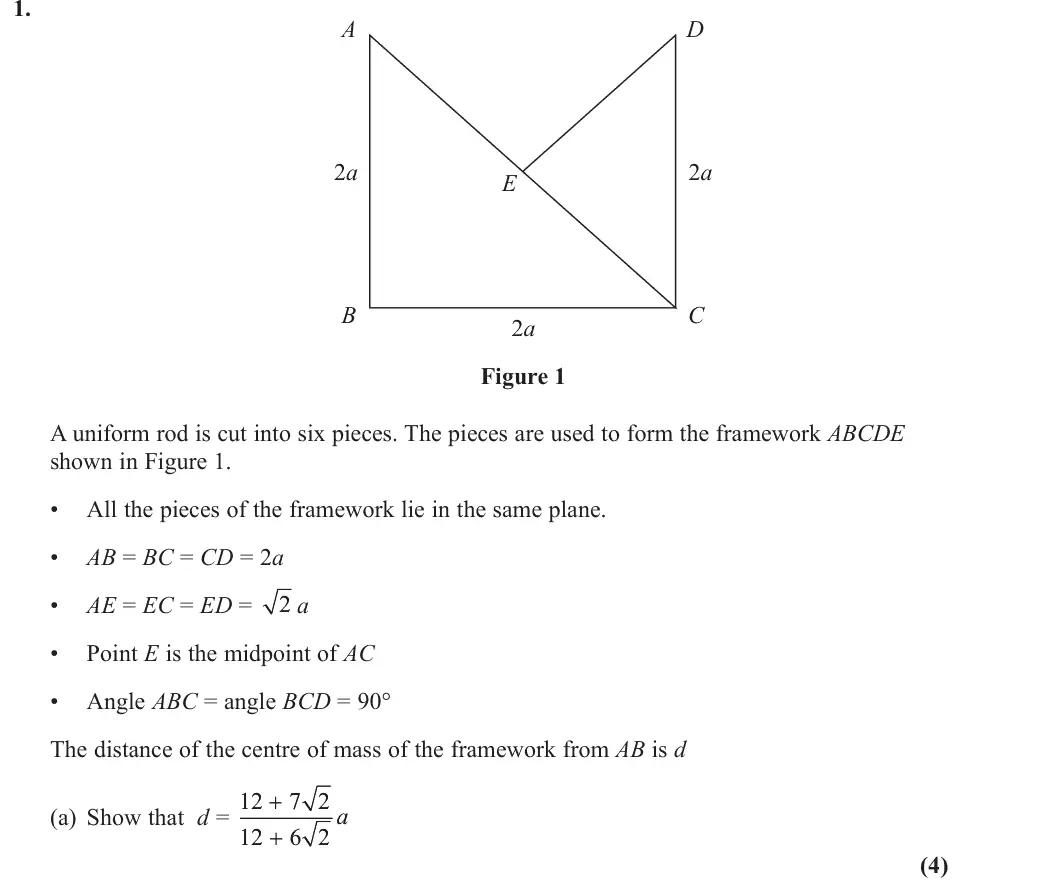 1.
A D
2a E 2a
B C
2a
Figure 1
A uniform rod is cut into six pieces. The pieces are used to form the framework ABCDE
shown in Figure 1.
• All the pieces of the framework lie in the same plane.
• AB = BC = CD = 2a
• AE = EC = ED = √2 a
• Point E is the midpoint of AC
• Angle ABC = angle BCD = 90°
The distance of the centre of mass of the framework from AB is d
(a) Show that d = \frac{12 + 7\sqrt{2}}{12 + 6\sqrt{2}} a
(4)